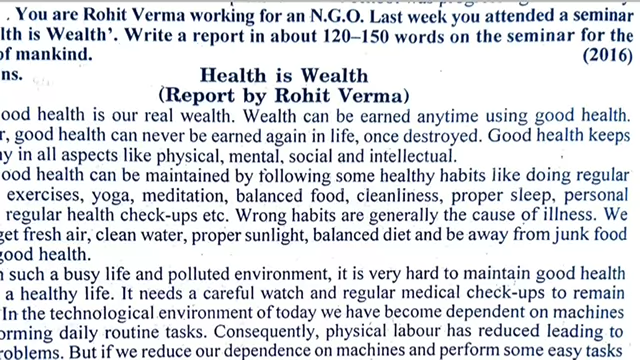 . You are Rohit Verma working for an N.G.O. Last week you attended a seminar
lth is Wealth'. Write a report in about 120–150 words on the seminar for the
of mankind. (2016)
ns. Health is Wealth
(Report by Rohit Verma)
ood health is our real wealth. Wealth can be earned anytime using good health.
r, good health can never be earned again in life, once destroyed. Good health keeps
y in all aspects like physical, mental, social and intellectual.
ood health can be maintained by following some healthy habits like doing regular
exercises, yoga, meditation, balanced food, cleanliness, proper sleep, personal
regular health check-ups etc. Wrong habits are generally the cause of illness. We
get fresh air, clean water, proper sunlight, balanced diet and be away from junk food
good health.
n such a busy life and polluted environment, it is very hard to maintain good health
a healthy life. It needs a careful watch and regular medical check-ups to remain
In the technological environment of today we have become dependent on machines
orming daily routine tasks. Consequently, physical labour has reduced leading to
roblems. But if we reduce our dependence on machines and perform some easy tasks